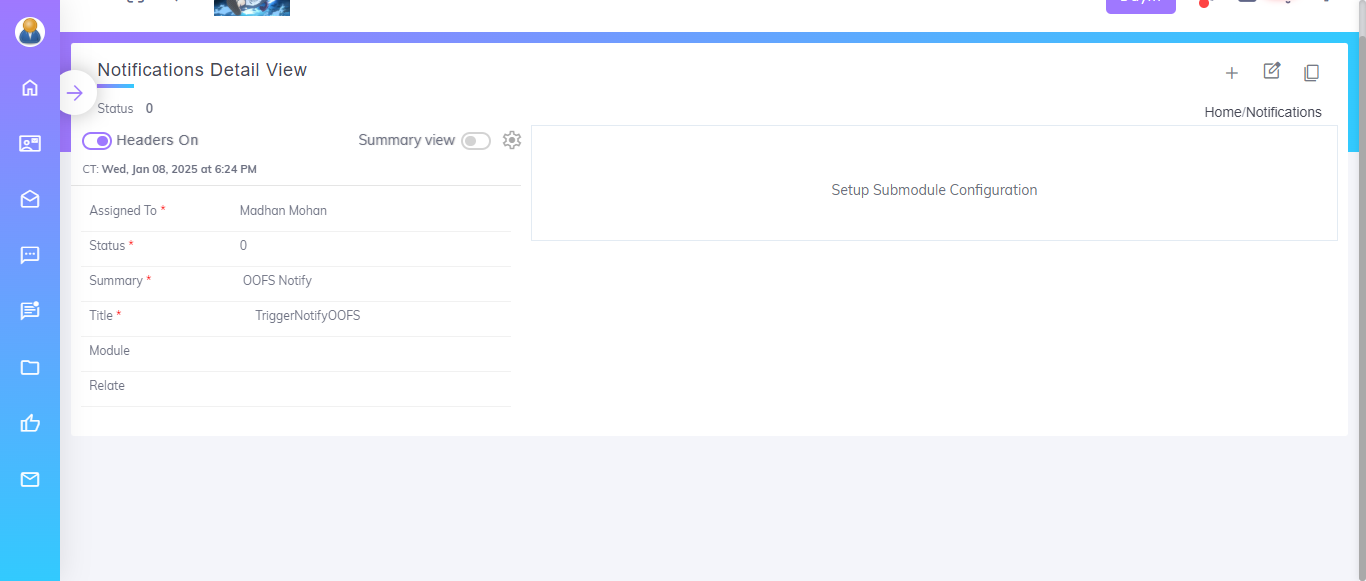 Notifications Detail View
Status 0
Home/Notifications
Headers On Summary view
CT: Wed, Jan 08, 2025 at 6:24 PM
Setup Submodule Configuration
Assigned To * Madhan Mohan
Status * 0
Summary * OOFS Notify
Title * TriggerNotifyOOFS
Module
Relate